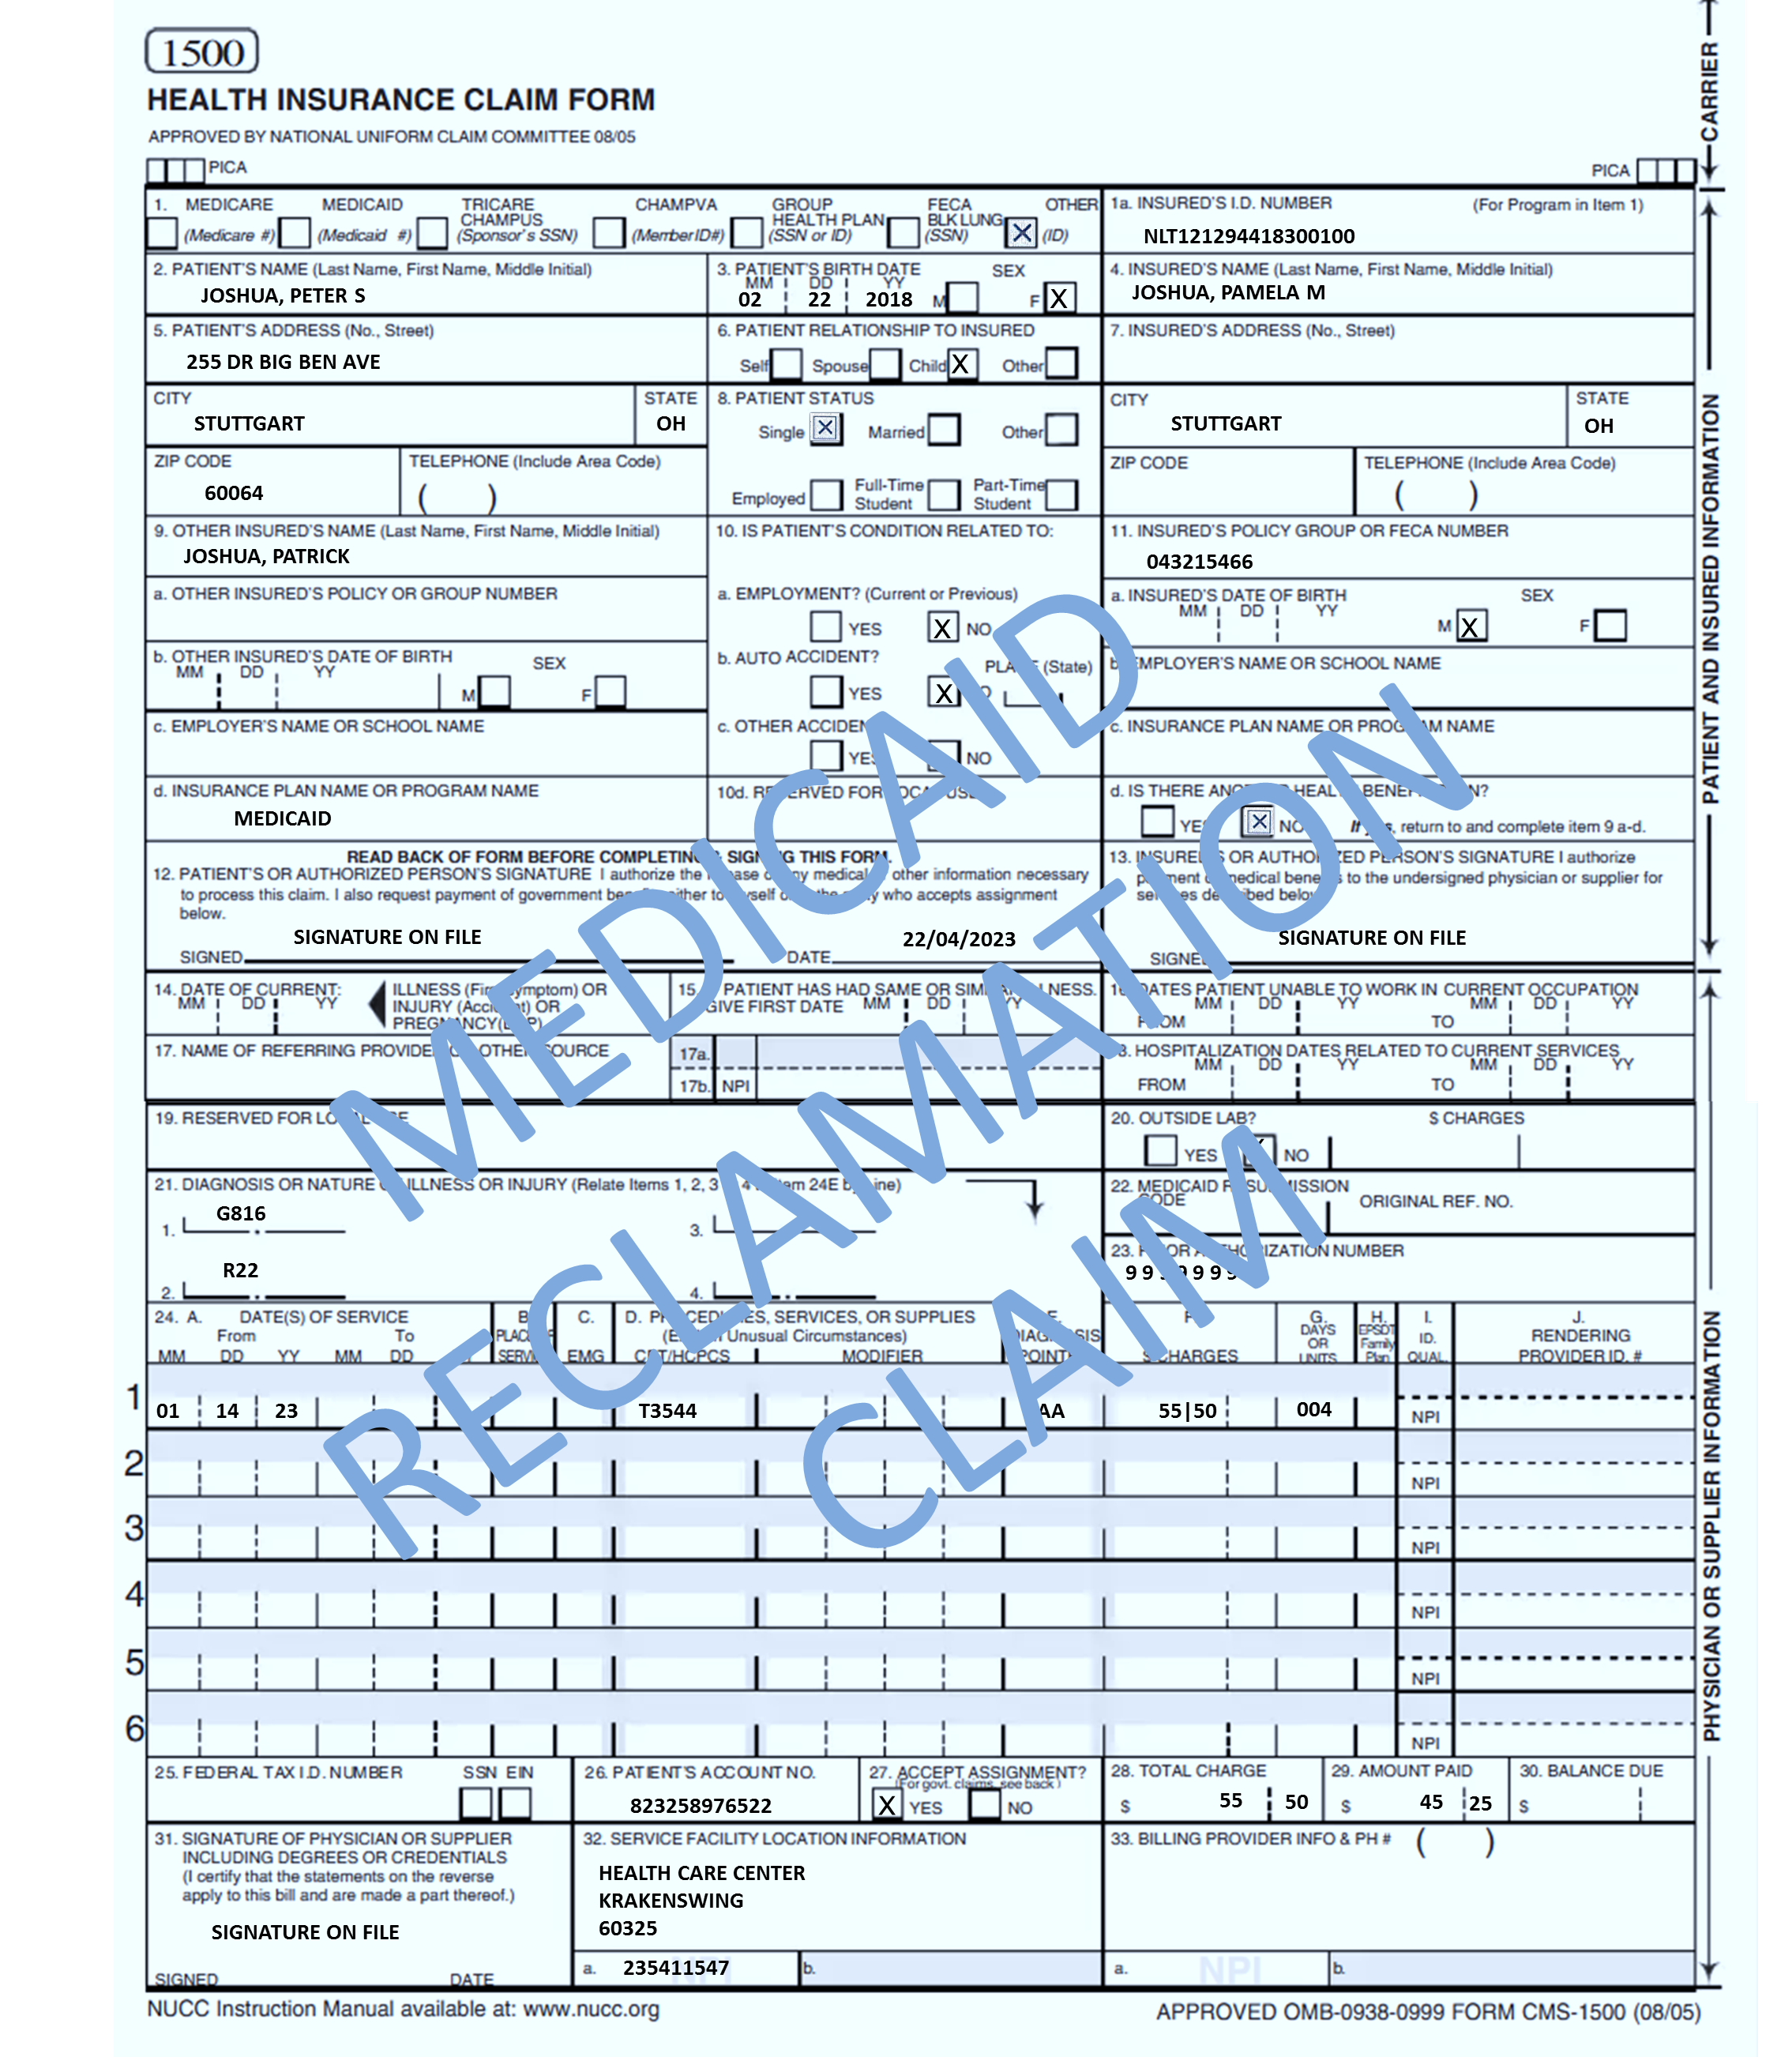 1500
HEALTH INSURANCE CLAIM FORM
APPROVED BY NATIONAL UNIFORM CLAIM COMMITTEE 08/05
PICA
PICA
CARRIER
1. MEDICARE MEDICAID TRICARE CHAMPUS CHAMPVA GROUP HEALTH PLAN FECA BLK LUNG OTHER
(Medicare #) (Medicaid #) (Sponsor's SSN) (Member ID#) (SSN or ID) (SSN) X (ID)
1a. INSURED'S I.D. NUMBER (For Program in Item 1)
NLT121294418300100
2. PATIENT'S NAME (Last Name, First Name, Middle Initial)
JOSHUA, PETER S
3. PATIENT'S BIRTH DATE SEX
MM DD YY
02 22 2018 M F X
4. INSURED'S NAME (Last Name, First Name, Middle Initial)
JOSHUA, PAMELA M
5. PATIENT'S ADDRESS (No., Street)
255 DR BIG BEN AVE
6. PATIENT RELATIONSHIP TO INSURED
Self Spouse Child X Other
7. INSURED'S ADDRESS (No., Street)
CITY STATE
STUTTGART OH
8. PATIENT STATUS
Single X Married Other
Employed Full-Time Student Part-Time Student
CITY STATE
STUTTGART OH
ZIP CODE TELEPHONE (Include Area Code)
60064 ( )
ZIP CODE TELEPHONE (Include Area Code)
( )
9. OTHER INSURED'S NAME (Last Name, First Name, Middle Initial)
JOSHUA, PATRICK
10. IS PATIENT'S CONDITION RELATED TO:
11. INSURED'S POLICY GROUP OR FECA NUMBER
043215466
a. OTHER INSURED'S POLICY OR GROUP NUMBER
a. EMPLOYMENT? (Current or Previous)
YES X NO
a. INSURED'S DATE OF BIRTH SEX
MM DD YY M X F
b. OTHER INSURED'S DATE OF BIRTH SEX
MM DD YY M F
b. AUTO ACCIDENT? PLACE (State)
YES X NO
b. EMPLOYER'S NAME OR SCHOOL NAME
c. EMPLOYER'S NAME OR SCHOOL NAME
c. OTHER ACCIDENT
YES NO
c. INSURANCE PLAN NAME OR PROGRAM NAME
d. INSURANCE PLAN NAME OR PROGRAM NAME
MEDICAID
10d. RESERVED FOR LOCAL USE
d. IS THERE ANOTHER HEALTH BENEFIT PLAN?
YES X NO If yes, return to and complete item 9 a-d.
READ BACK OF FORM BEFORE COMPLETING & SIGNING THIS FORM.
12. PATIENT'S OR AUTHORIZED PERSON'S SIGNATURE I authorize the release of any medical or other information necessary
to process this claim. I also request payment of government benefits either to myself or to the party who accepts assignment
below.
SIGNATURE ON FILE 22/04/2023
SIGNED DATE
13. INSURED'S OR AUTHORIZED PERSON'S SIGNATURE I authorize
payment of medical benefits to the undersigned physician or supplier for
services described below.
SIGNATURE ON FILE
SIGNED
PATIENT AND INSURED INFORMATION
14. DATE OF CURRENT:
MM DD YY
ILLNESS (First symptom) OR
INJURY (Accident) OR
PREGNANCY(LMP)
15. IF PATIENT HAS HAD SAME OR SIMILAR ILLNESS.
GIVE FIRST DATE MM DD YY
16. DATES PATIENT UNABLE TO WORK IN CURRENT OCCUPATION
MM DD YY MM DD YY
FROM TO
17. NAME OF REFERRING PROVIDER OR OTHER SOURCE
17a.
17b. NPI
18. HOSPITALIZATION DATES RELATED TO CURRENT SERVICES
MM DD YY MM DD YY
FROM TO
19. RESERVED FOR LOCAL USE
20. OUTSIDE LAB? $ CHARGES
YES NO
21. DIAGNOSIS OR NATURE OF ILLNESS OR INJURY (Relate Items 1, 2, 3 or 4 to Item 24E by Line)
1. G816 3.
2. R22 4.
22. MEDICAID RESUBMISSION
CODE ORIGINAL REF. NO.
23. PRIOR AUTHORIZATION NUMBER
24. A. DATE(S) OF SERVICE
From To
MM DD YY MM DD
B. PLACE OF SERVICE
C. EMG
D. PROCEDURES, SERVICES, OR SUPPLIES
(Explain Unusual Circumstances)
CPT/HCPCS MODIFIER
E. DIAGNOSIS POINTER
F. $ CHARGES
G. DAYS OR UNITS
H. EPSDT Family Plan
I. ID. QUAL.
J. RENDERING PROVIDER ID. #
1 01 14 23 T3544 AA 55|50 004 NPI
2 NPI
3 NPI
4 NPI
5 NPI
6 NPI
25. FEDERAL TAX I.D. NUMBER SSN EIN
26. PATIENT'S ACCOUNT NO.
823258976522
27. ACCEPT ASSIGNMENT?
(For govt. claims, see back)
X YES NO
28. TOTAL CHARGE
$ 55 50
29. AMOUNT PAID
$ 45 25
30. BALANCE DUE
$
31. SIGNATURE OF PHYSICIAN OR SUPPLIER
INCLUDING DEGREES OR CREDENTIALS
(I certify that the statements on the reverse
apply to this bill and are made a part thereof.)
SIGNATURE ON FILE
SIGNED DATE
32. SERVICE FACILITY LOCATION INFORMATION
HEALTH CARE CENTER
KRAKENSWING
60325
a. 235411547 NPI b.
33. BILLING PROVIDER INFO & PH # ( )
a. NPI b.
PHYSICIAN OR SUPPLIER INFORMATION
NUCC Instruction Manual available at: www.nucc.org
APPROVED OMB-0938-0999 FORM CMS-1500 (08/05)
MEDICAID
RECLAMATION
CLAIM